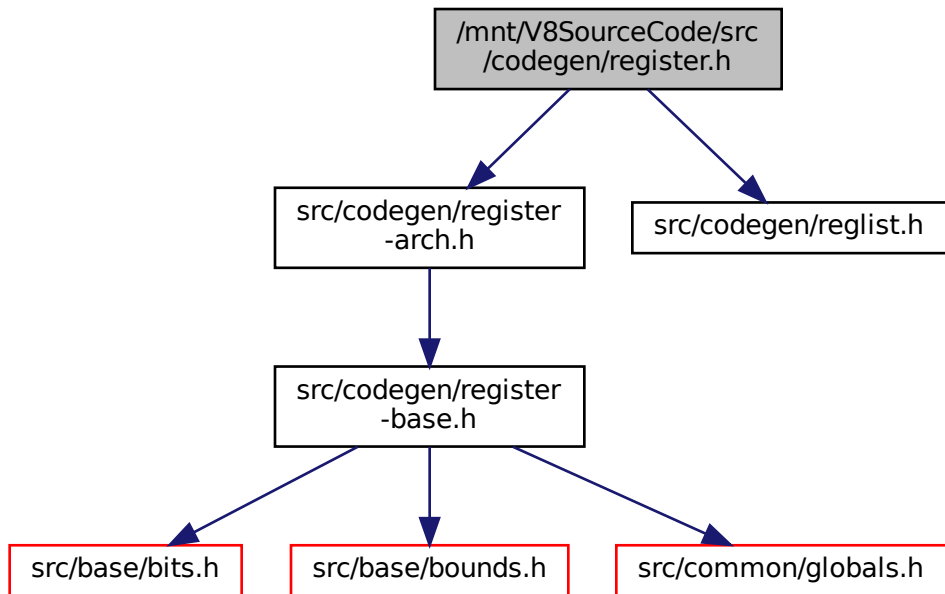 /mnt/V8SourceCode/src
/codegen/register.h
src/codegen/register
-arch.h
src/codegen/reglist.h
src/codegen/register
-base.h
src/base/bits.h
src/base/bounds.h
src/common/globals.h